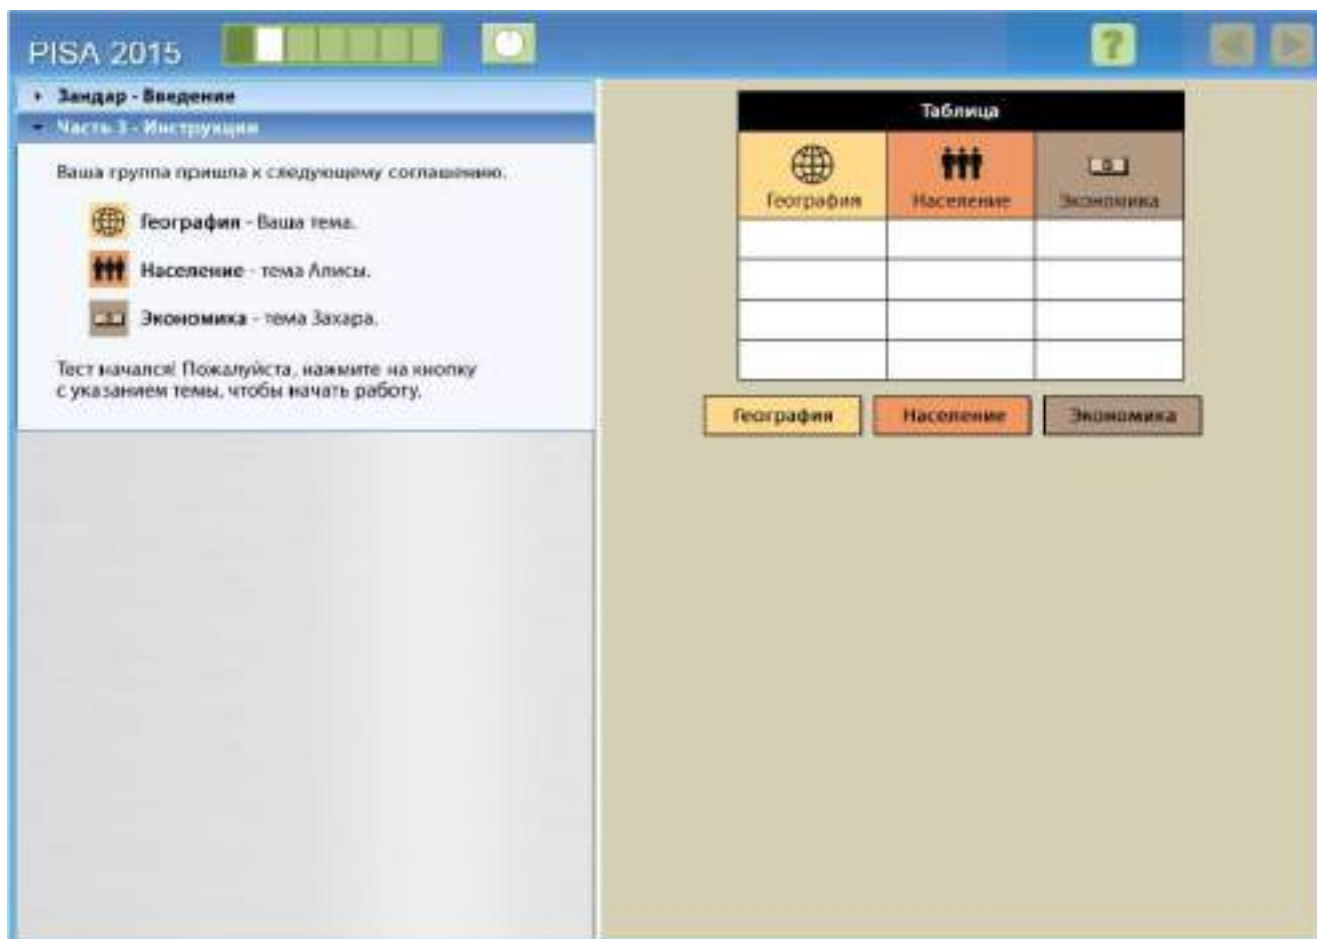 PISA 2015
?
Зандар - Введение
Часть 3 - Инструкции
Ваша группа пришла к следующему соглашению.
География - Ваша тема.
Население - тема Алисы.
Экономика - тема Захара.
Тест начался! Пожалуйста, нажмите на кнопку
с указанием темы, чтобы начать работу.
Таблица
География Население Экономика
География Население Экономика